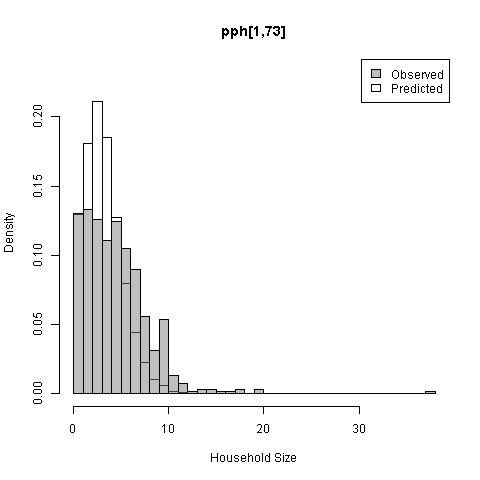 pph[1,73]
Observed
Predicted
0.20
0.15
0.10
0.05
0.00
Density
0 10 20 30
Household Size